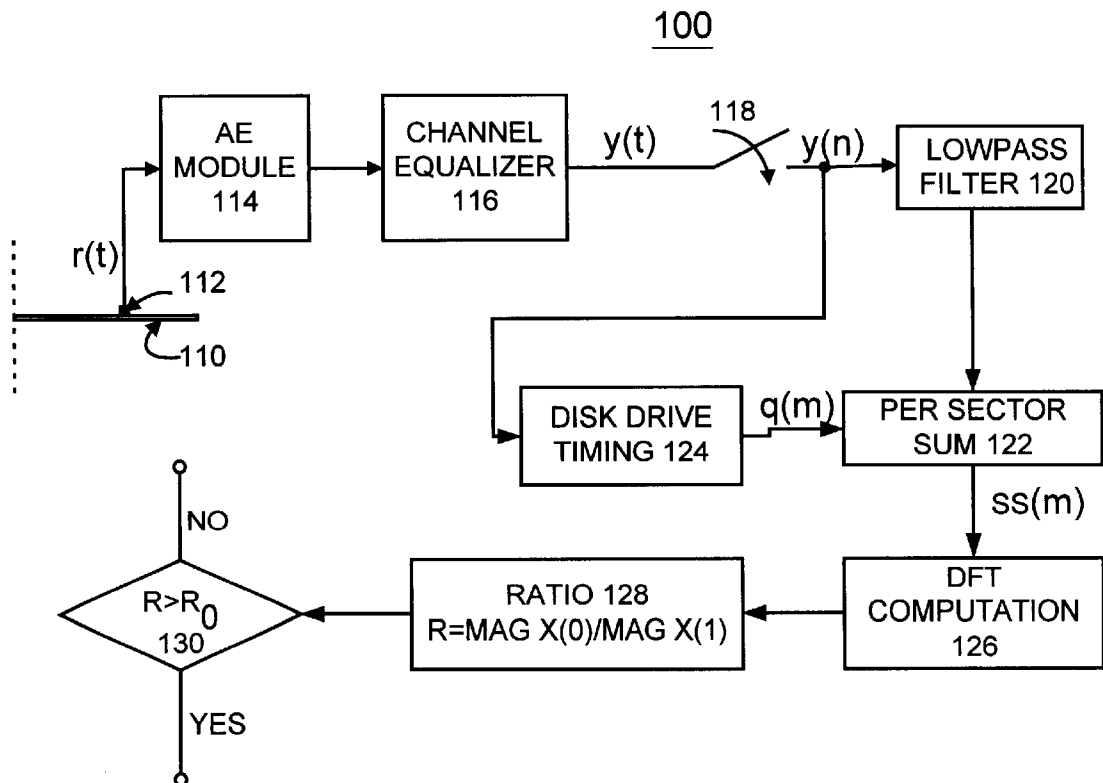 100
AE
MODULE
114
CHANNEL
EQUALIZER
116
y(t)
118
y(n)
LOWPASS
FILTER 120
r(t)
112
110
DISK DRIVE
TIMING 124
q(m)
PER SECTOR
SUM 122
ss(m)
NO
R>R0
130
YES
RATIO 128
R=MAG X(0)/MAG X(1)
DFT
COMPUTATION
126